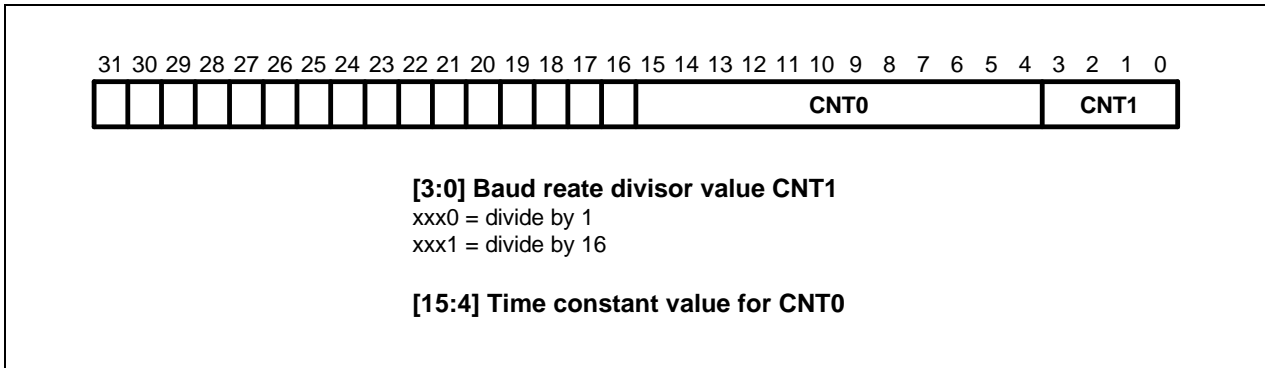 31 30 29 28 27 26 25 24 23 22 21 20 19 18 17 16 15 14 13 12 11 10 9 8 7 6 5 4 3 2 1 0
CNT0 CNT1
[3:0] Baud reate divisor value CNT1
xxx0 = divide by 1
xxx1 = divide by 16
[15:4] Time constant value for CNT0